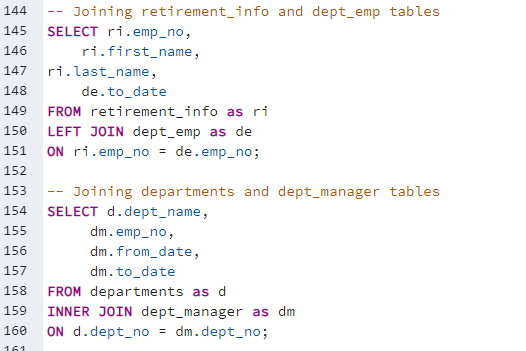 144 -- Joining retirement_info and dept_emp tables
145 SELECT ri.emp_no,
146     ri.first_name,
147 ri.last_name,
148     de.to_date
149 FROM retirement_info as ri
150 LEFT JOIN dept_emp as de
151 ON ri.emp_no = de.emp_no;
152
153 -- Joining departments and dept_manager tables
154 SELECT d.dept_name,
155      dm.emp_no,
156      dm.from_date,
157      dm.to_date
158 FROM departments as d
159 INNER JOIN dept_manager as dm
160 ON d.dept_no = dm.dept_no;
161